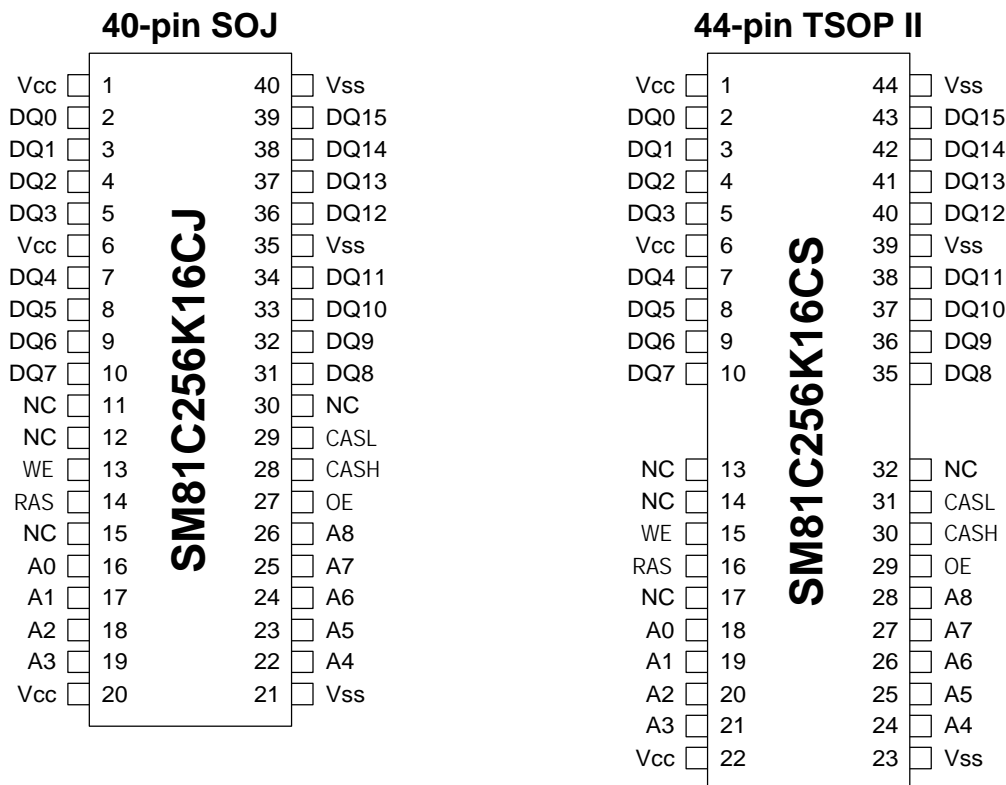 40-pin SOJ
Vcc 1 40 Vss
DQ0 2 39 DQ15
DQ1 3 38 DQ14
DQ2 4 37 DQ13
DQ3 5 36 DQ12
Vcc 6 35 Vss
DQ4 7 34 DQ11
DQ5 8 33 DQ10
DQ6 9 32 DQ9
DQ7 10 31 DQ8
NC 11 30 NC
NC 12 29 CASL
WE 13 28 CASH
RAS 14 27 OE
NC 15 26 A8
A0 16 25 A7
A1 17 24 A6
A2 18 23 A5
A3 19 22 A4
Vcc 20 21 Vss
SM81C256K16CJ
44-pin TSOP II
Vcc 1 44 Vss
DQ0 2 43 DQ15
DQ1 3 42 DQ14
DQ2 4 41 DQ13
DQ3 5 40 DQ12
Vcc 6 39 Vss
DQ4 7 38 DQ11
DQ5 8 37 DQ10
DQ6 9 36 DQ9
DQ7 10 35 DQ8
NC 13 32 NC
NC 14 31 CASL
WE 15 30 CASH
RAS 16 29 OE
NC 17 28 A8
A0 18 27 A7
A1 19 26 A6
A2 20 25 A5
A3 21 24 A4
Vcc 22 23 Vss
SM81C256K16CS